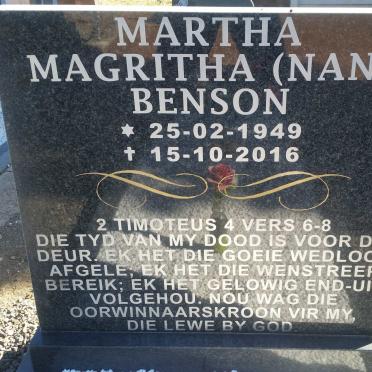 MARTHA
MAGRITHA (NAN
BENSON
✡ 25-02-1949
✝ 15-10-2016
2 TIMOTEUS 4 VERS 6-8
DIE TYD VAN MY DOOD IS VOOR D
DEUR. EK HET DIE GOEIE WEDLOO
AFGELÊ; EK HET DIE WENSTREEP
BEREIK; EK HET GELOWIG END-UI
VOLGEHOU. NOU WAG DIE
OORWINNAARSKROON VIR MY,
DIE LEWE BY GOD.